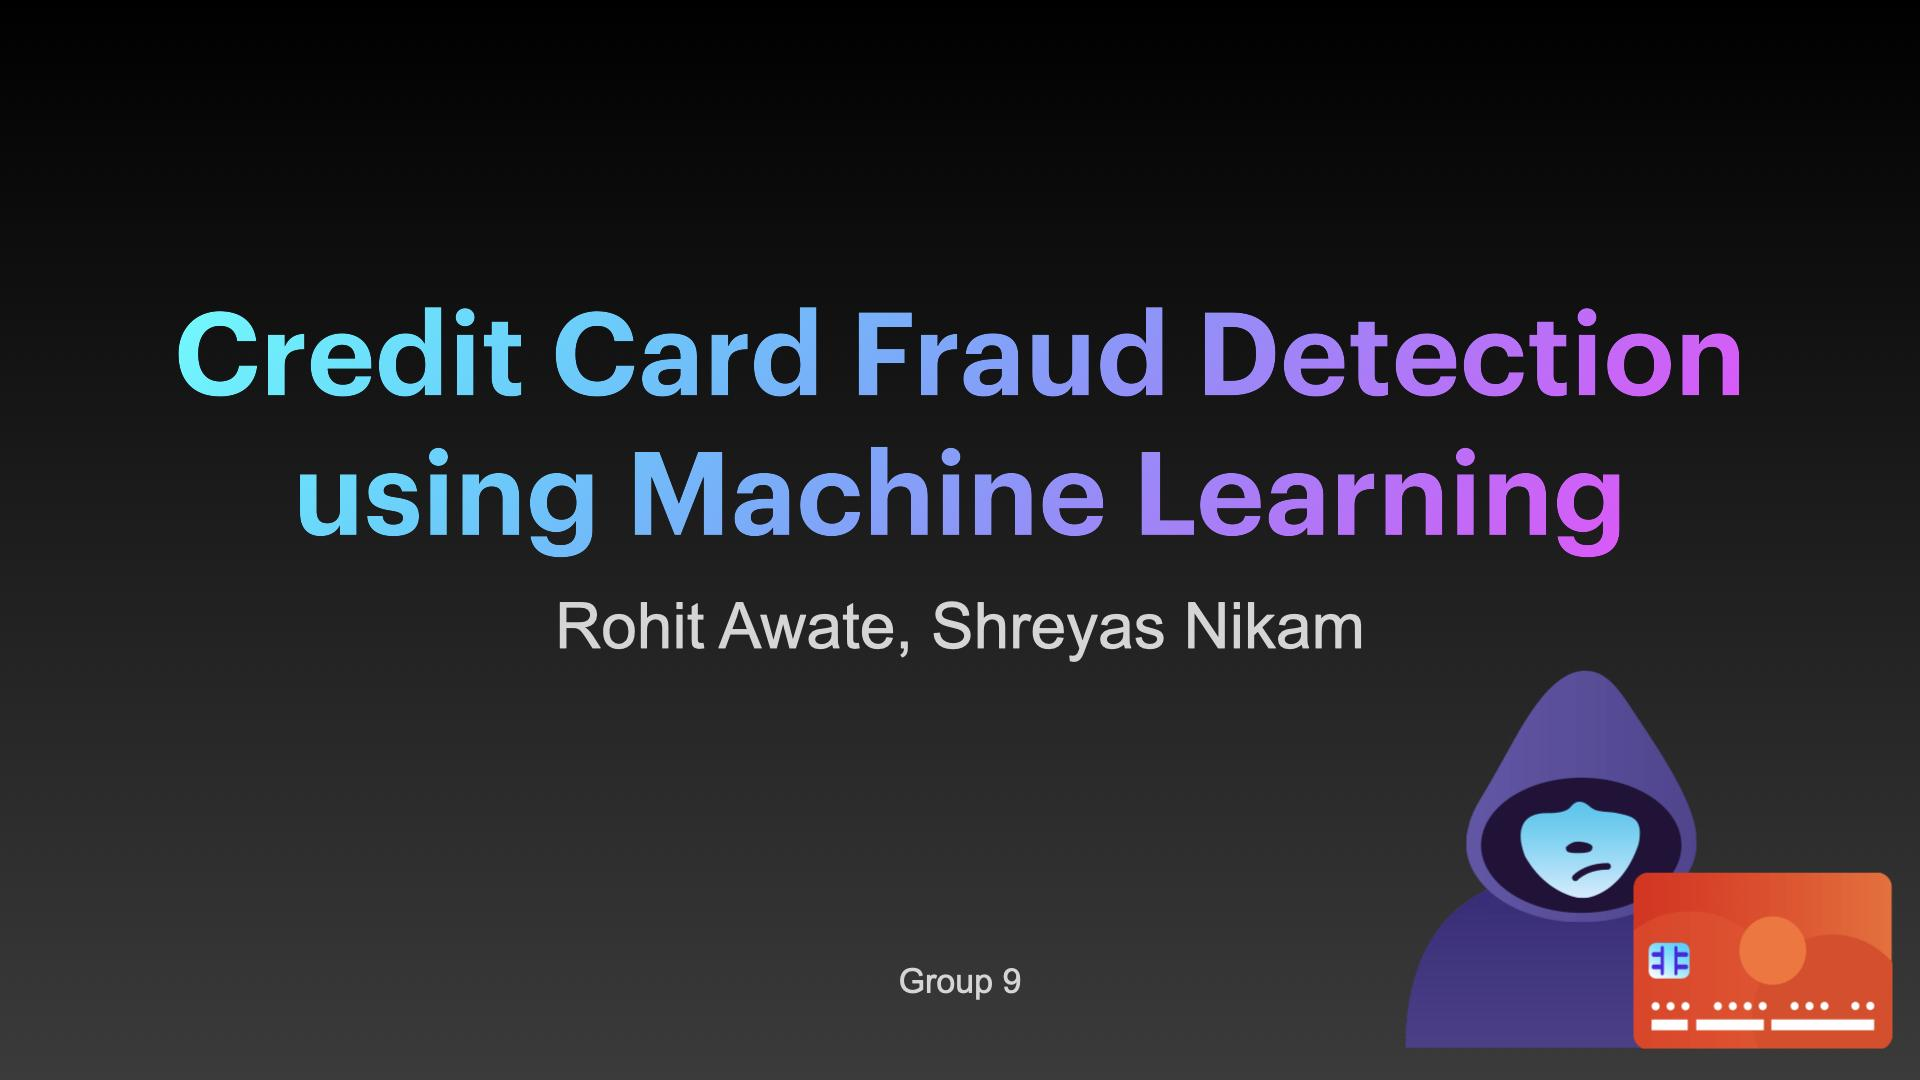 Credit Card Fraud Detection
using Machine Learning
Rohit Awate, Shreyas Nikam
Group 9